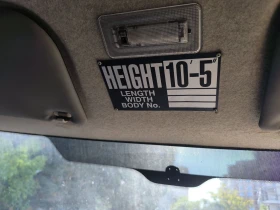 HEIGHT 10'-5"
LENGTH
WIDTH
BODY No.